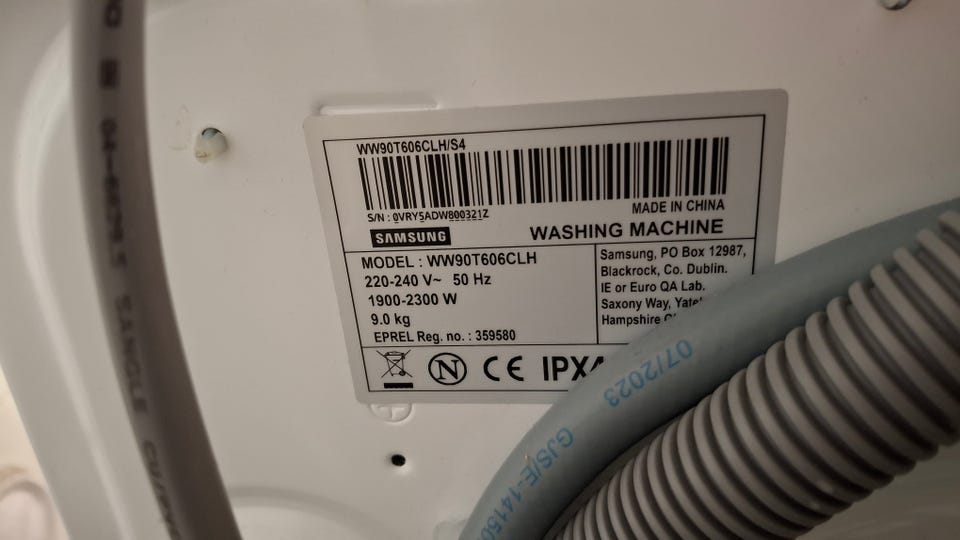 WW90T606CLH/S4
S/N : 0VRY5ADW800321Z
MADE IN CHINA
SAMSUNG
WASHING MACHINE
MODEL : WW90T606CLH
220-240 V~ 50 Hz
1900-2300 W
9.0 kg
EPREL Reg. no. : 359580
Samsung, PO Box 12987,
Blackrock, Co. Dublin.
IE or Euro QA Lab.
Saxony Way,
Hampshire
N CE
07/2023